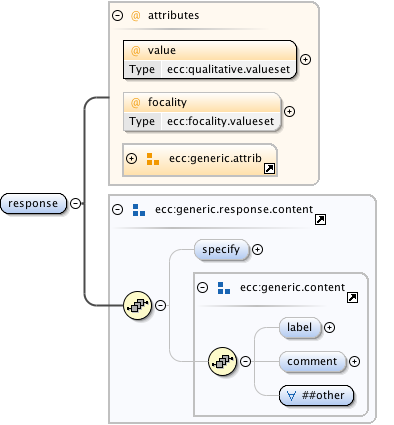 @ attributes
@ value
Type ecc:qualitative.valueset
@ focality
Type ecc:focality.valueset
ecc:generic.attrib
response
ecc:generic.response.content
specify
ecc:generic.content
label
comment
∀ ##other